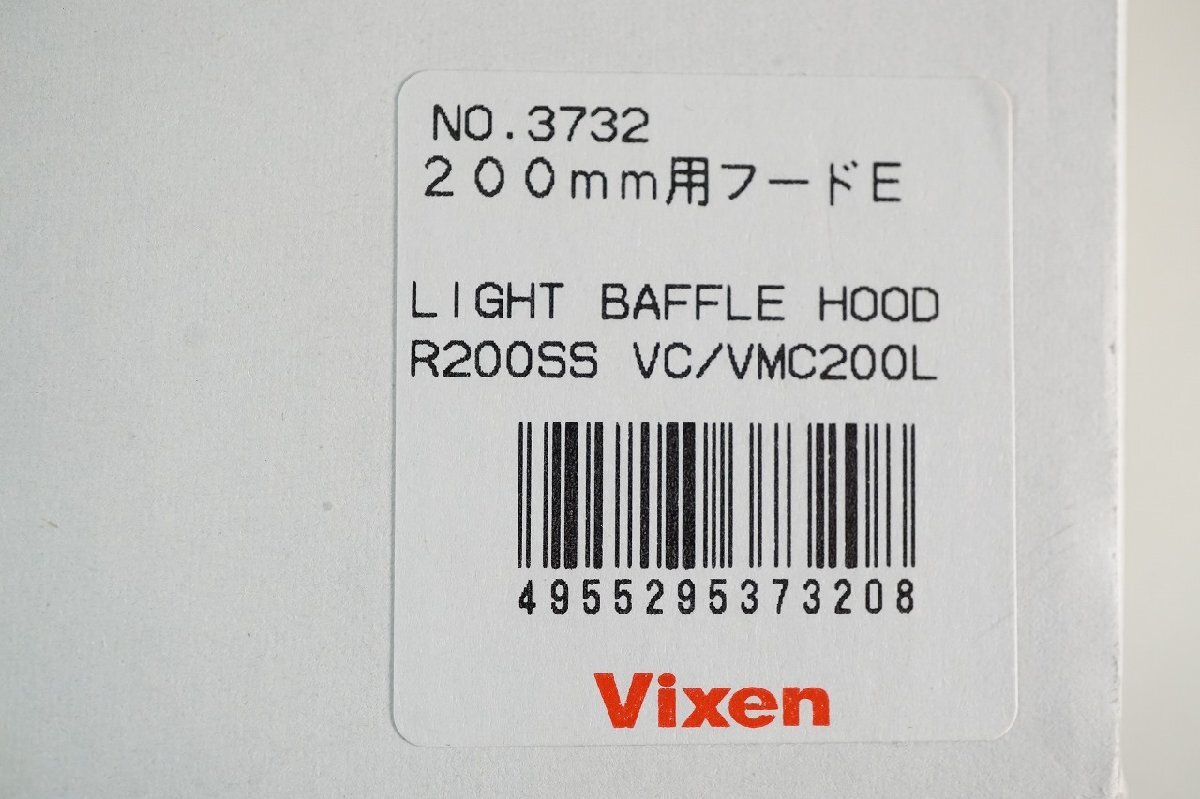 NO.3732
200mm用フードE
LIGHT BAFFLE HOOD
R200SS VC/VMC200L
4955295373208
Vixen